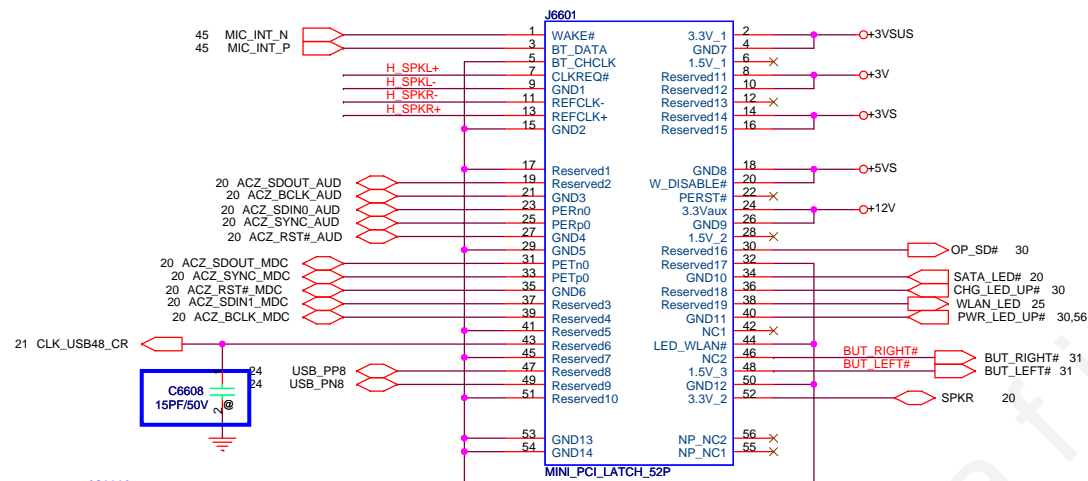 J6601
45 MIC_INT_N 1 WAKE# 3.3V_1 2 +3VSUS
45 MIC_INT_P 3 BT_DATA GND7 4
5 BT_CHCLK 1.5V_1 6
H_SPKL+ 7 CLKREQ# Reserved11 8 +3V
H_SPKL- 9 GND1 Reserved12 10
H_SPKR- 11 REFCLK- Reserved13 12
H_SPKR+ 13 REFCLK+ Reserved14 14 +3VS
15 GND2 Reserved15 16
17 Reserved1 GND8 18 +5VS
20 ACZ_SDOUT_AUD 19 Reserved2 W_DISABLE# 20
20 ACZ_BCLK_AUD 21 GND3 PERST# 22
20 ACZ_SDIN0_AUD 23 PERn0 3.3Vaux 24 +12V
20 ACZ_SYNC_AUD 25 PERp0 GND9 26
20 ACZ_RST#_AUD 27 GND4 1.5V_2 28
29 GND5 Reserved16 30 OP_SD# 30
20 ACZ_SDOUT_MDC 31 PETn0 Reserved17 32
20 ACZ_SYNC_MDC 33 PETp0 GND10 34 SATA_LED# 20
20 ACZ_RST#_MDC 35 GND6 Reserved18 36 CHG_LED_UP# 30
20 ACZ_SDIN1_MDC 37 Reserved3 Reserved19 38 WLAN_LED 25
20 ACZ_BCLK_MDC 39 Reserved4 GND11 40 PWR_LED_UP# 30,56
41 Reserved5 NC1 42
21 CLK_USB48_CR 43 Reserved6 LED_WLAN# 44
45 Reserved7 NC2 46 BUT_RIGHT# BUT_RIGHT# 31
USB_PP8 47 Reserved8 1.5V_3 48 BUT_LEFT# BUT_LEFT# 31
USB_PN8 49 Reserved9 GND12 50
51 Reserved10 3.3V_2 52 SPKR 20
1 24
24
C6608
15PF/50V
2 @
53 GND13 NP_NC2 56
54 GND14 NP_NC1 55
MINI_PCI_LATCH_52P